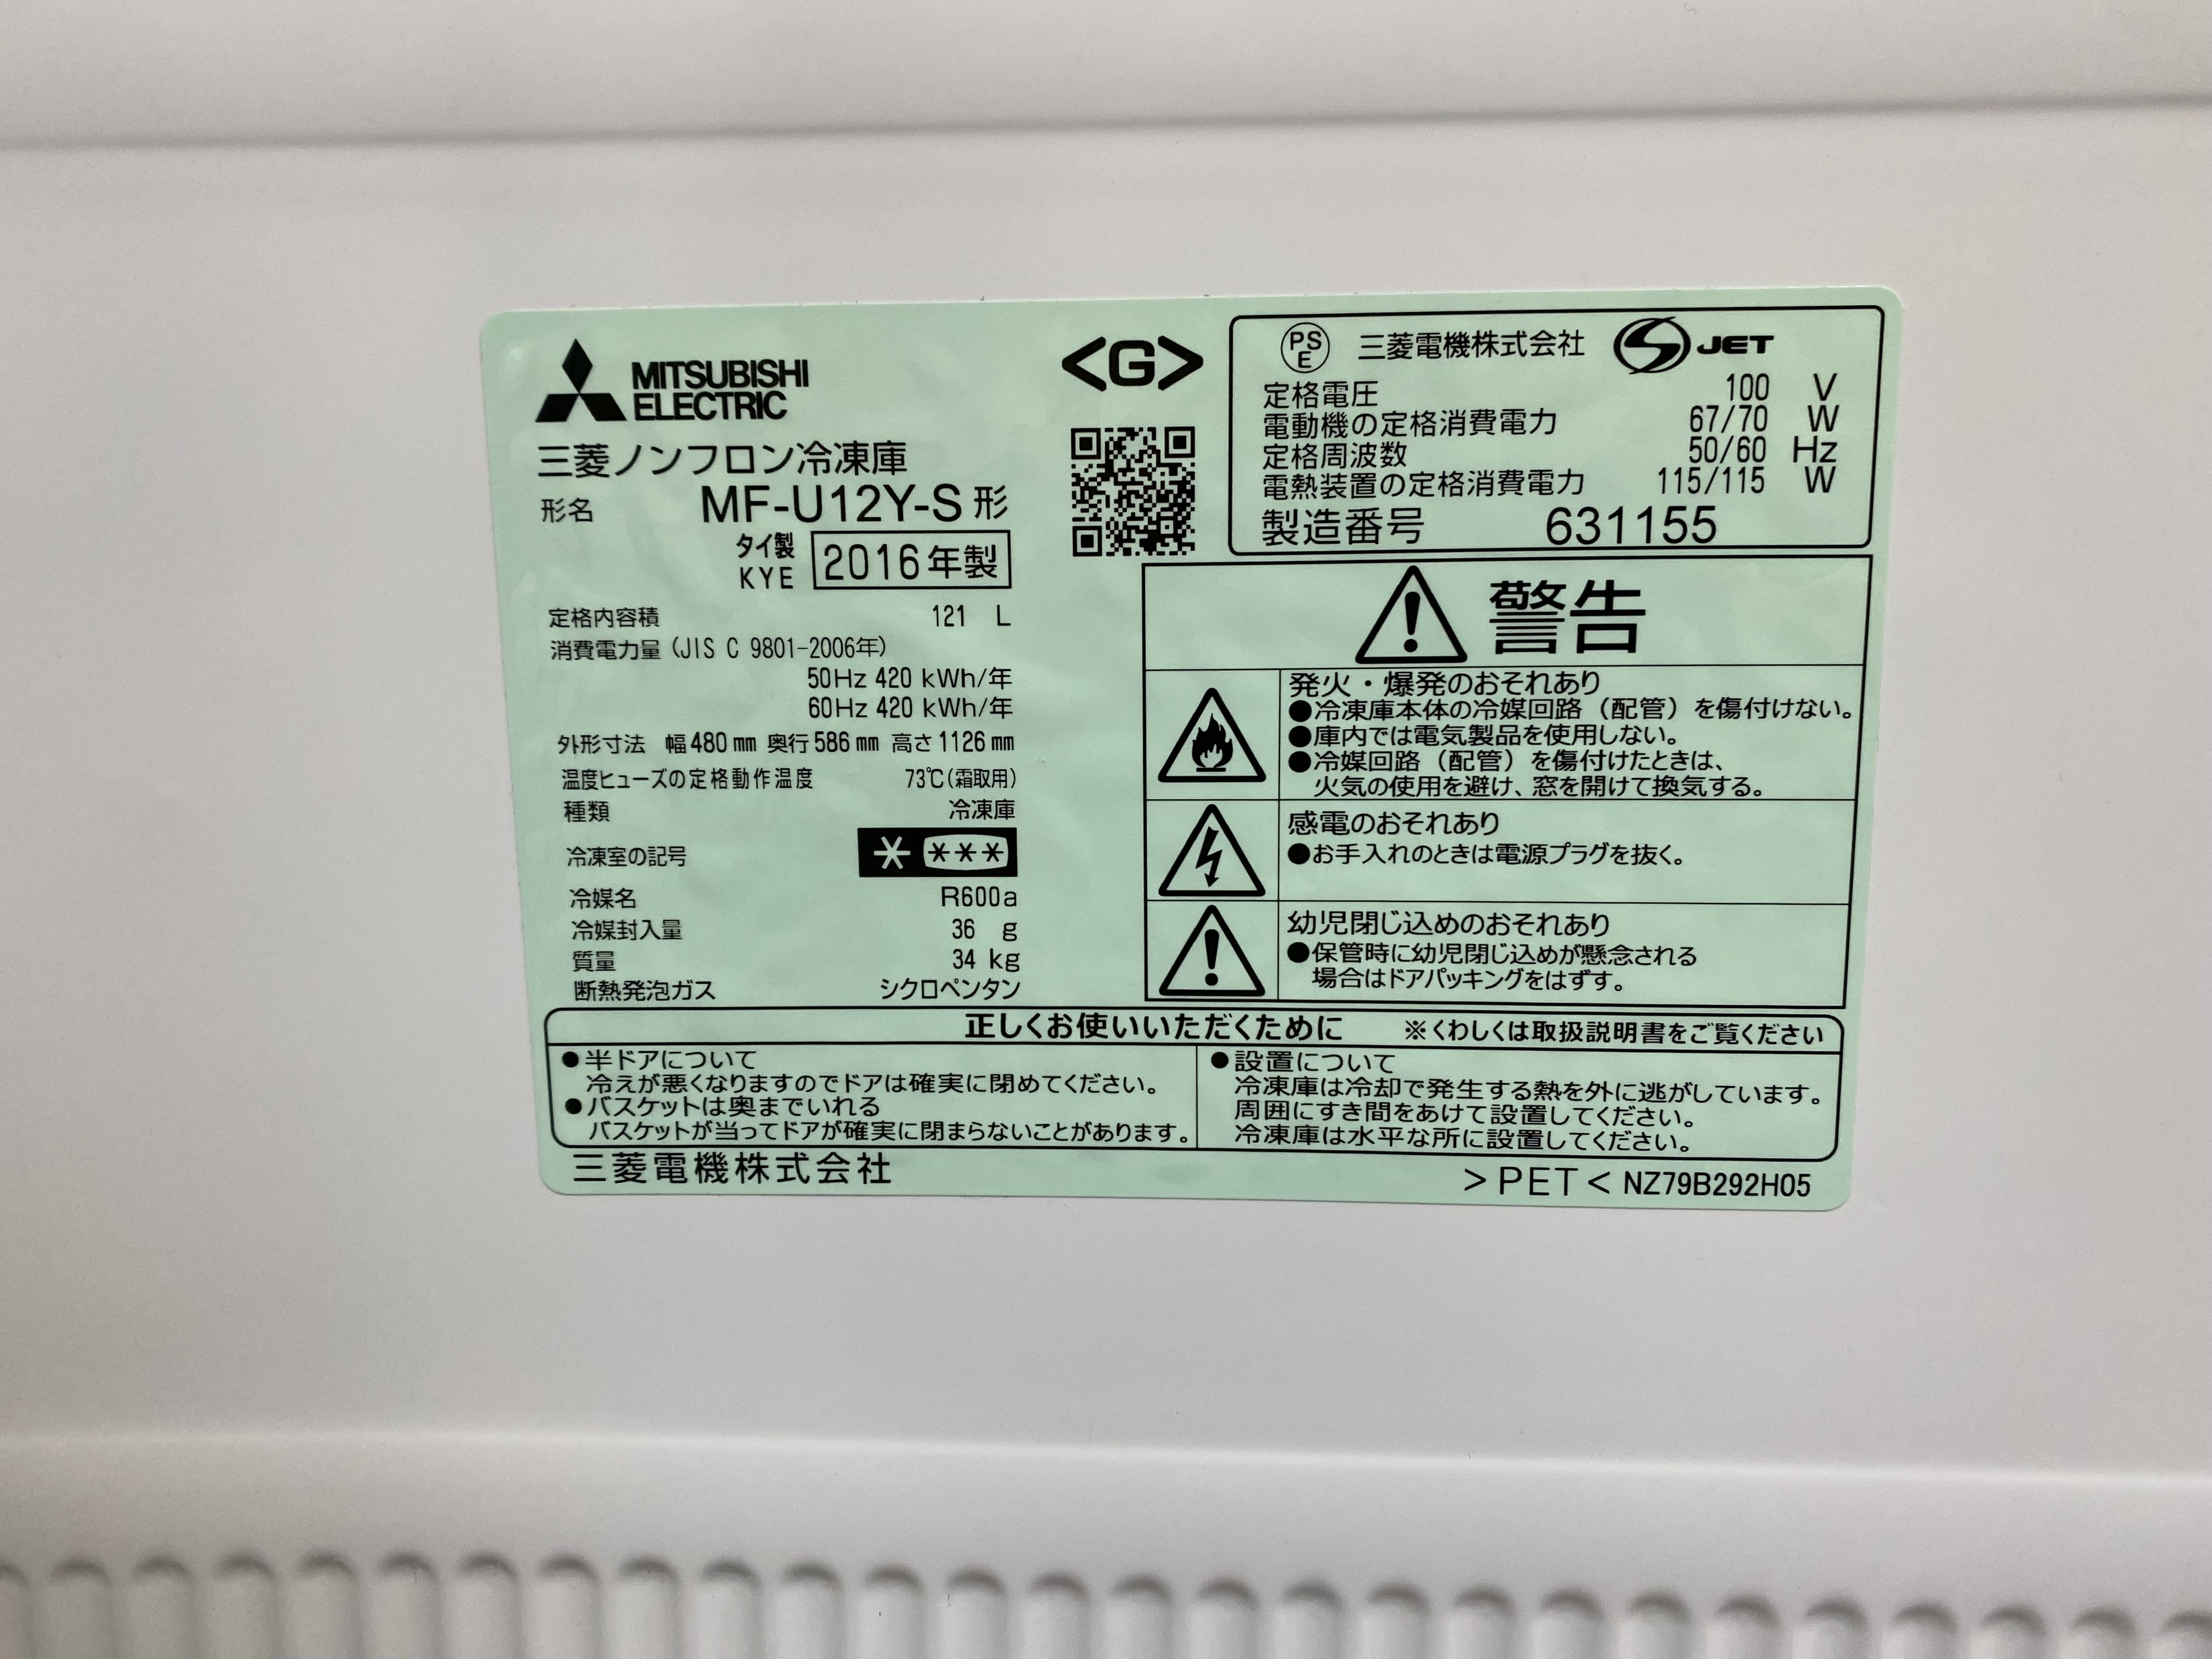 MITSUBISHI
ELECTRIC
三菱ノンフロン冷凍庫
形名 MF-U12Y-S 形
タイ製
KYE
2016年製
定格内容積 121 L
消費電力量(JIS C 9801-2006年)
50Hz 420 kWh/年
60Hz 420 kWh/年
外形寸法 幅480㎜ 奥行586㎜ 高さ1126㎜
温度ヒューズの定格動作温度 73℃(霜取用)
種類 冷凍庫
冷凍室の記号 * ***
冷媒名 R600a
冷媒封入量 36 g
質量 34 kg
断熱発泡ガス シクロペンタン
<G>
PS
E
三菱電機株式会社 S JET
定格電圧 100 V
電動機の定格消費電力 67/70 W
定格周波数 50/60 Hz
電熱装置の定格消費電力 115/115 W
製造番号 631155
警告
発火・爆発のおそれあり
●冷凍庫本体の冷媒回路(配管)を傷付けない。
●庫内では電気製品を使用しない。
●冷媒回路(配管)を傷付けたときは、
火気の使用を避け、窓を開けて換気する。
感電のおそれあり
●お手入れのときは電源プラグを抜く。
幼児閉じ込めのおそれあり
●保管時に幼児閉じ込めが懸念される
場合はドアパッキングをはずす。
正しくお使いいただくために ※くわしくは取扱説明書をご覧ください
●半ドアについて
冷えが悪くなりますのでドアは確実に閉めてください。
●バスケットは奥までいれる
バスケットが当ってドアが確実に閉まらないことがあります。
●設置について
冷凍庫は冷却で発生する熱を外に逃がしています。
周囲にすき間をあけて設置してください。
冷凍庫は水平な所に設置してください。
三菱電機株式会社
>PET< NZ79B292H05